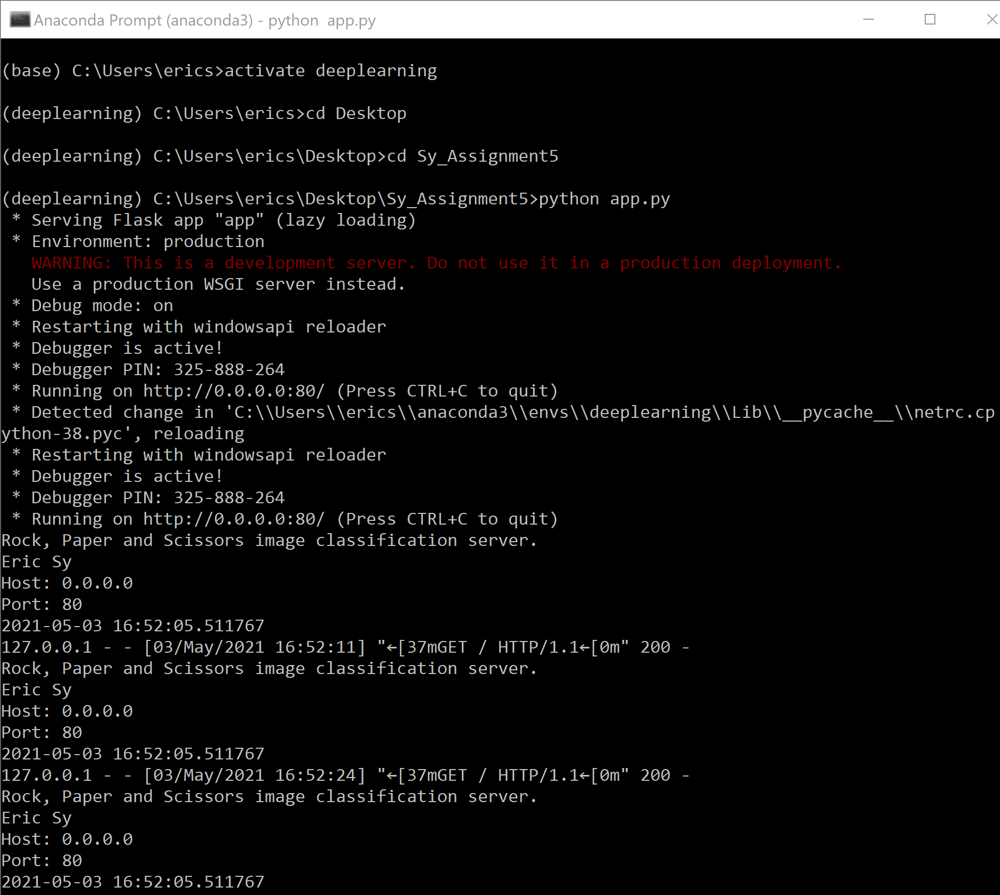 Anaconda Prompt (anaconda3) - python  app.py
(base) C:\Users\erics>activate deeplearning
(deeplearning) C:\Users\erics>cd Desktop
(deeplearning) C:\Users\erics\Desktop>cd Sy_Assignment5
(deeplearning) C:\Users\erics\Desktop\Sy_Assignment5>python app.py
 * Serving Flask app "app" (lazy loading)
 * Environment: production
   WARNING: This is a development server. Do not use it in a production deployment.
   Use a production WSGI server instead.
 * Debug mode: on
 * Restarting with windowsapi reloader
 * Debugger is active!
 * Debugger PIN: 325-888-264
 * Running on http://0.0.0.0:80/ (Press CTRL+C to quit)
 * Detected change in 'C:\\Users\\erics\\anaconda3\\envs\\deeplearning\\Lib\\__pycache__\\netrc.cp
ython-38.pyc', reloading
 * Restarting with windowsapi reloader
 * Debugger is active!
 * Debugger PIN: 325-888-264
 * Running on http://0.0.0.0:80/ (Press CTRL+C to quit)
Rock, Paper and Scissors image classification server.
Eric Sy
Host: 0.0.0.0
Port: 80
2021-05-03 16:52:05.511767
127.0.0.1 - - [03/May/2021 16:52:11] "←[37mGET / HTTP/1.1←[0m" 200 -
Rock, Paper and Scissors image classification server.
Eric Sy
Host: 0.0.0.0
Port: 80
2021-05-03 16:52:05.511767
127.0.0.1 - - [03/May/2021 16:52:24] "←[37mGET / HTTP/1.1←[0m" 200 -
Rock, Paper and Scissors image classification server.
Eric Sy
Host: 0.0.0.0
Port: 80
2021-05-03 16:52:05.511767